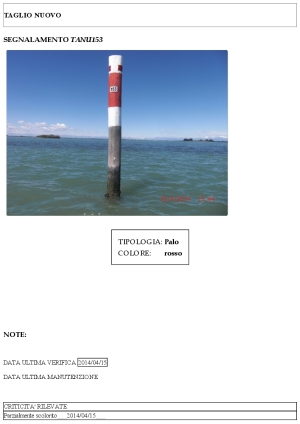 TAGLIO NUOVO
SEGNALAMENTO TANU153
TIPOLOGIA: Palo
COLORE: rosso
NOTE:
DATA ULTIMA VERIFICA 2014/04/15
DATA ULTIMA MANUTENZIONE
CRITICITA' RILEVATE
Parzialmente scolorito 2014/04/15